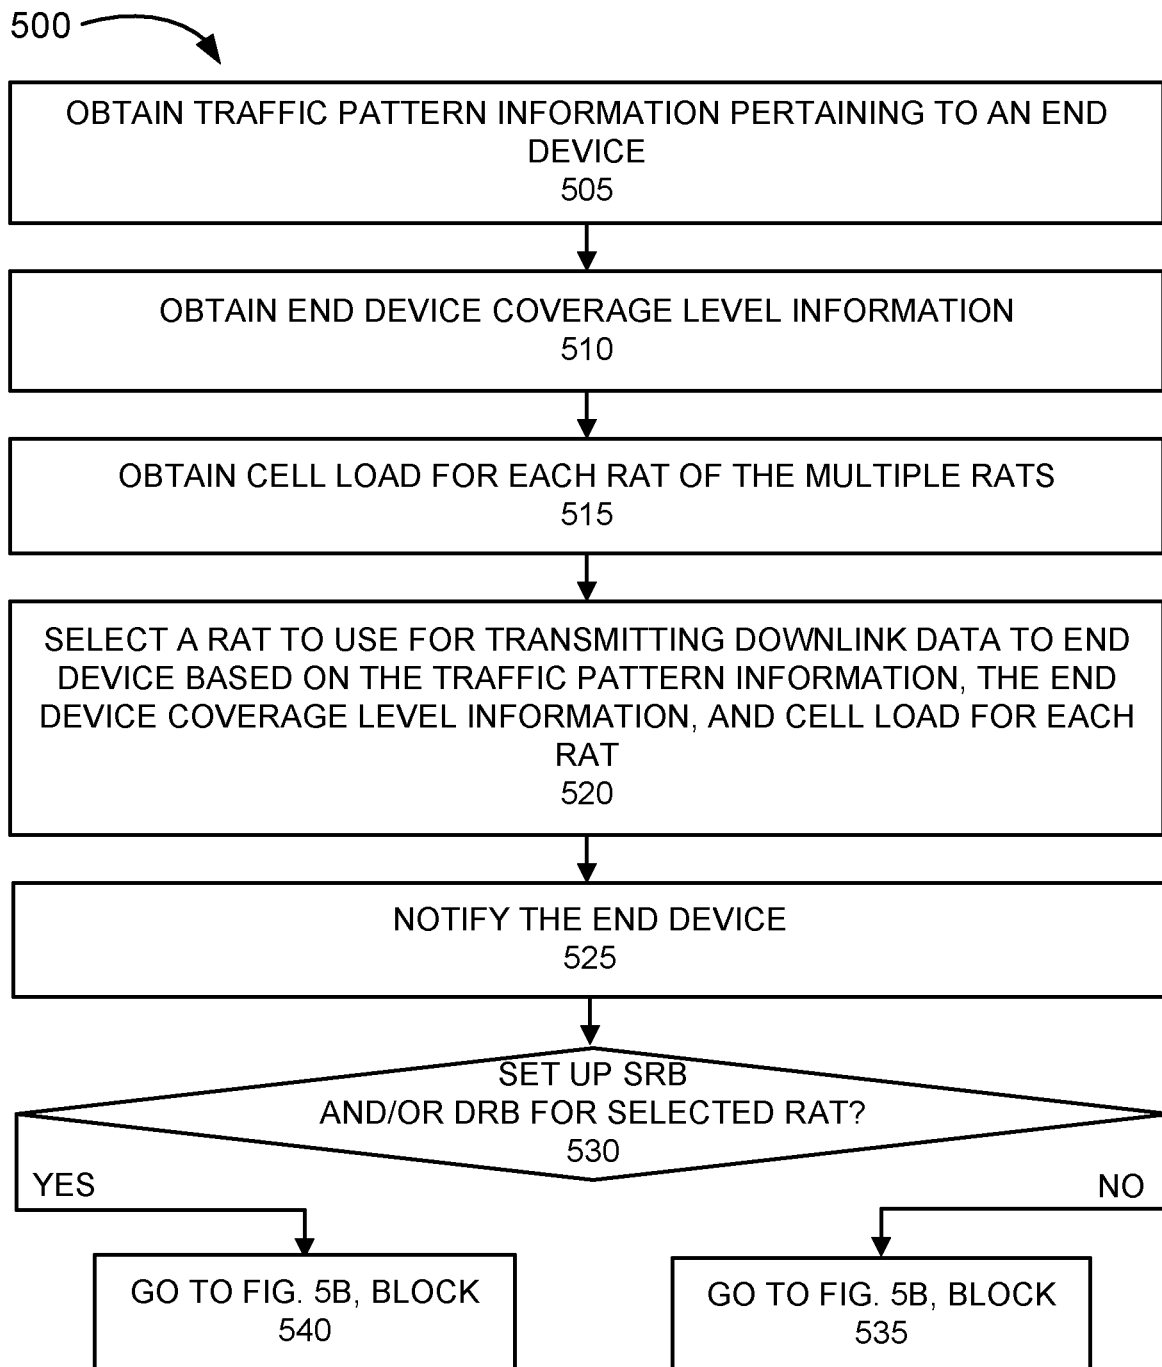 500
OBTAIN TRAFFIC PATTERN INFORMATION PERTAINING TO AN END
DEVICE
505
OBTAIN END DEVICE COVERAGE LEVEL INFORMATION
510
OBTAIN CELL LOAD FOR EACH RAT OF THE MULTIPLE RATS
515
SELECT A RAT TO USE FOR TRANSMITTING DOWNLINK DATA TO END
DEVICE BASED ON THE TRAFFIC PATTERN INFORMATION, THE END
DEVICE COVERAGE LEVEL INFORMATION, AND CELL LOAD FOR EACH
RAT
520
NOTIFY THE END DEVICE
525
SET UP SRB
AND/OR DRB FOR SELECTED RAT?
530
YES
NO
GO TO FIG. 5B, BLOCK
540
GO TO FIG. 5B, BLOCK
535